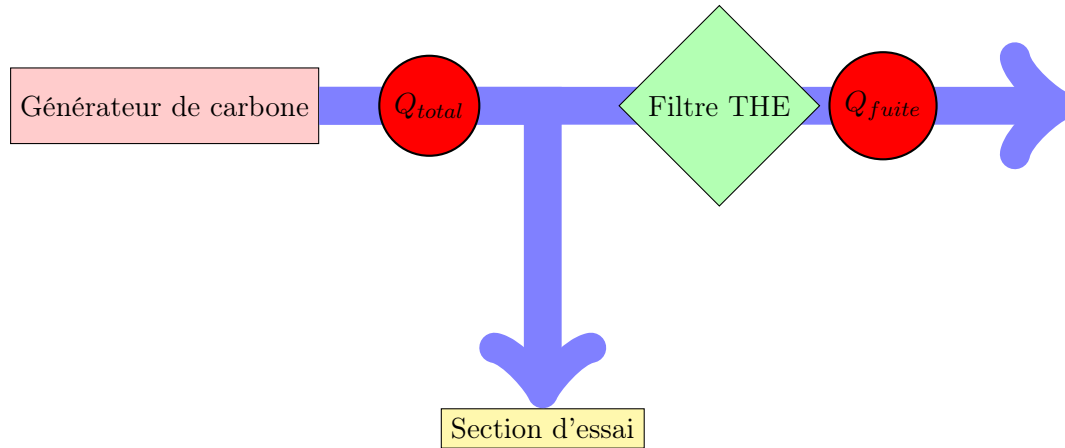 Générateur de carbone
Q_total
Filtre THE
Q_fuite
Section d'essai